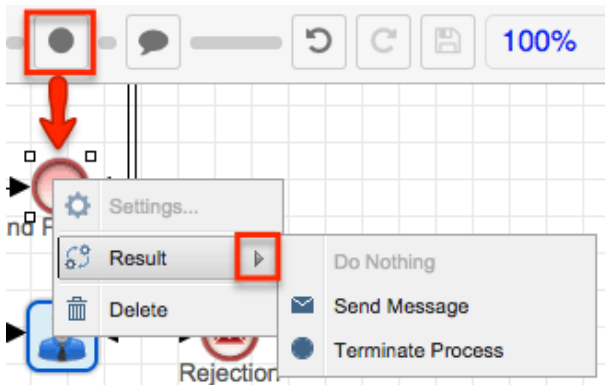 100%
Settings...
Result
Delete
Do Nothing
Send Message
Terminate Process
Rejection